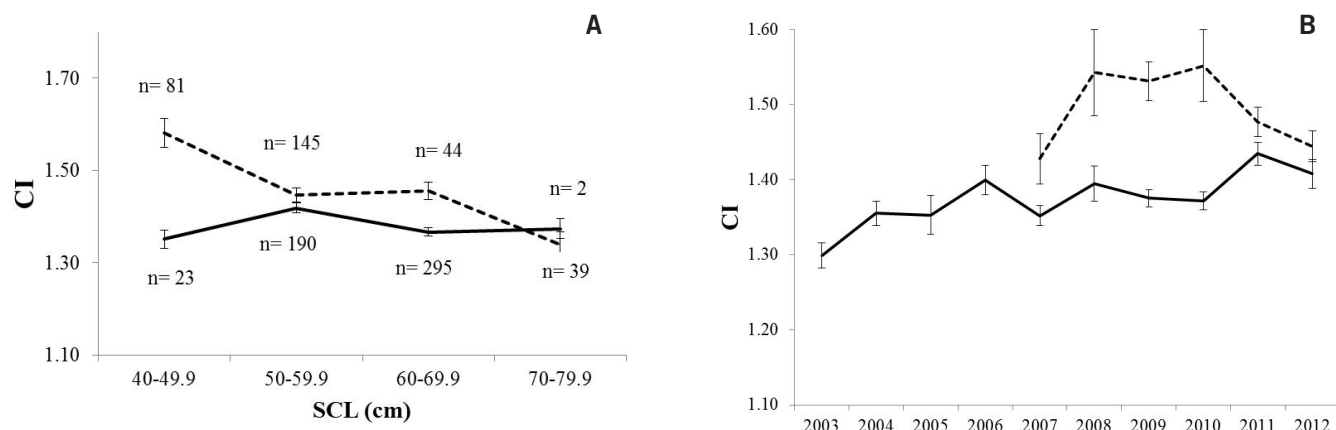 A
CI
1.70
1.50
1.30
1.10
n= 81
n= 145
n= 44
n= 2
n= 23
n= 190
n= 295
n= 39
40-49.9 50-59.9 60-69.9 70-79.9
SCL (cm)
B
CI
1.60
1.50
1.40
1.30
1.20
1.10
2003 2004 2005 2006 2007 2008 2009 2010 2011 2012